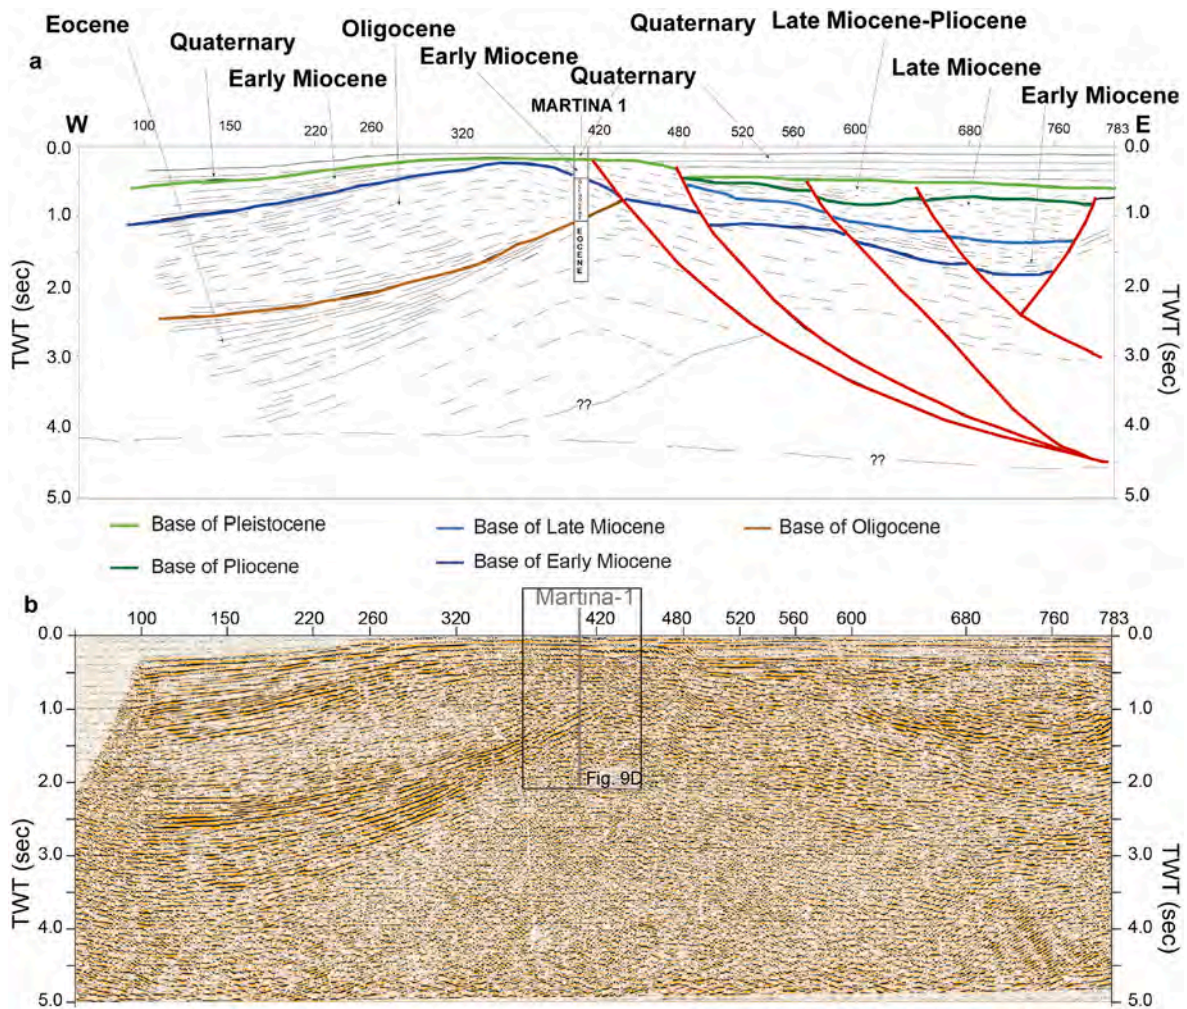 Eocene
Quaternary
Oligocene
Quaternary
Late Miocene-Pliocene
a
Early Miocene
Early Miocene
Quaternary
Late Miocene
Early Miocene
MARTINA 1
W 100 150 220 260 320 420 480 520 560 600 680 760 783 E
0.0 0.0
1.0 1.0
EOCENE
2.0 2.0
3.0 3.0
4.0 4.0
5.0 5.0
TWT (sec)
TWT (sec)
??
??
Base of Pleistocene
Base of Late Miocene
Base of Oligocene
Base of Pliocene
Base of Early Miocene
b
Martina-1
100 150 220 260 320 420 480 520 560 600 680 760 783
0.0 0.0
1.0 1.0
Fig. 9D
2.0 2.0
3.0 3.0
4.0 4.0
5.0 5.0
TWT (sec)
TWT (sec)